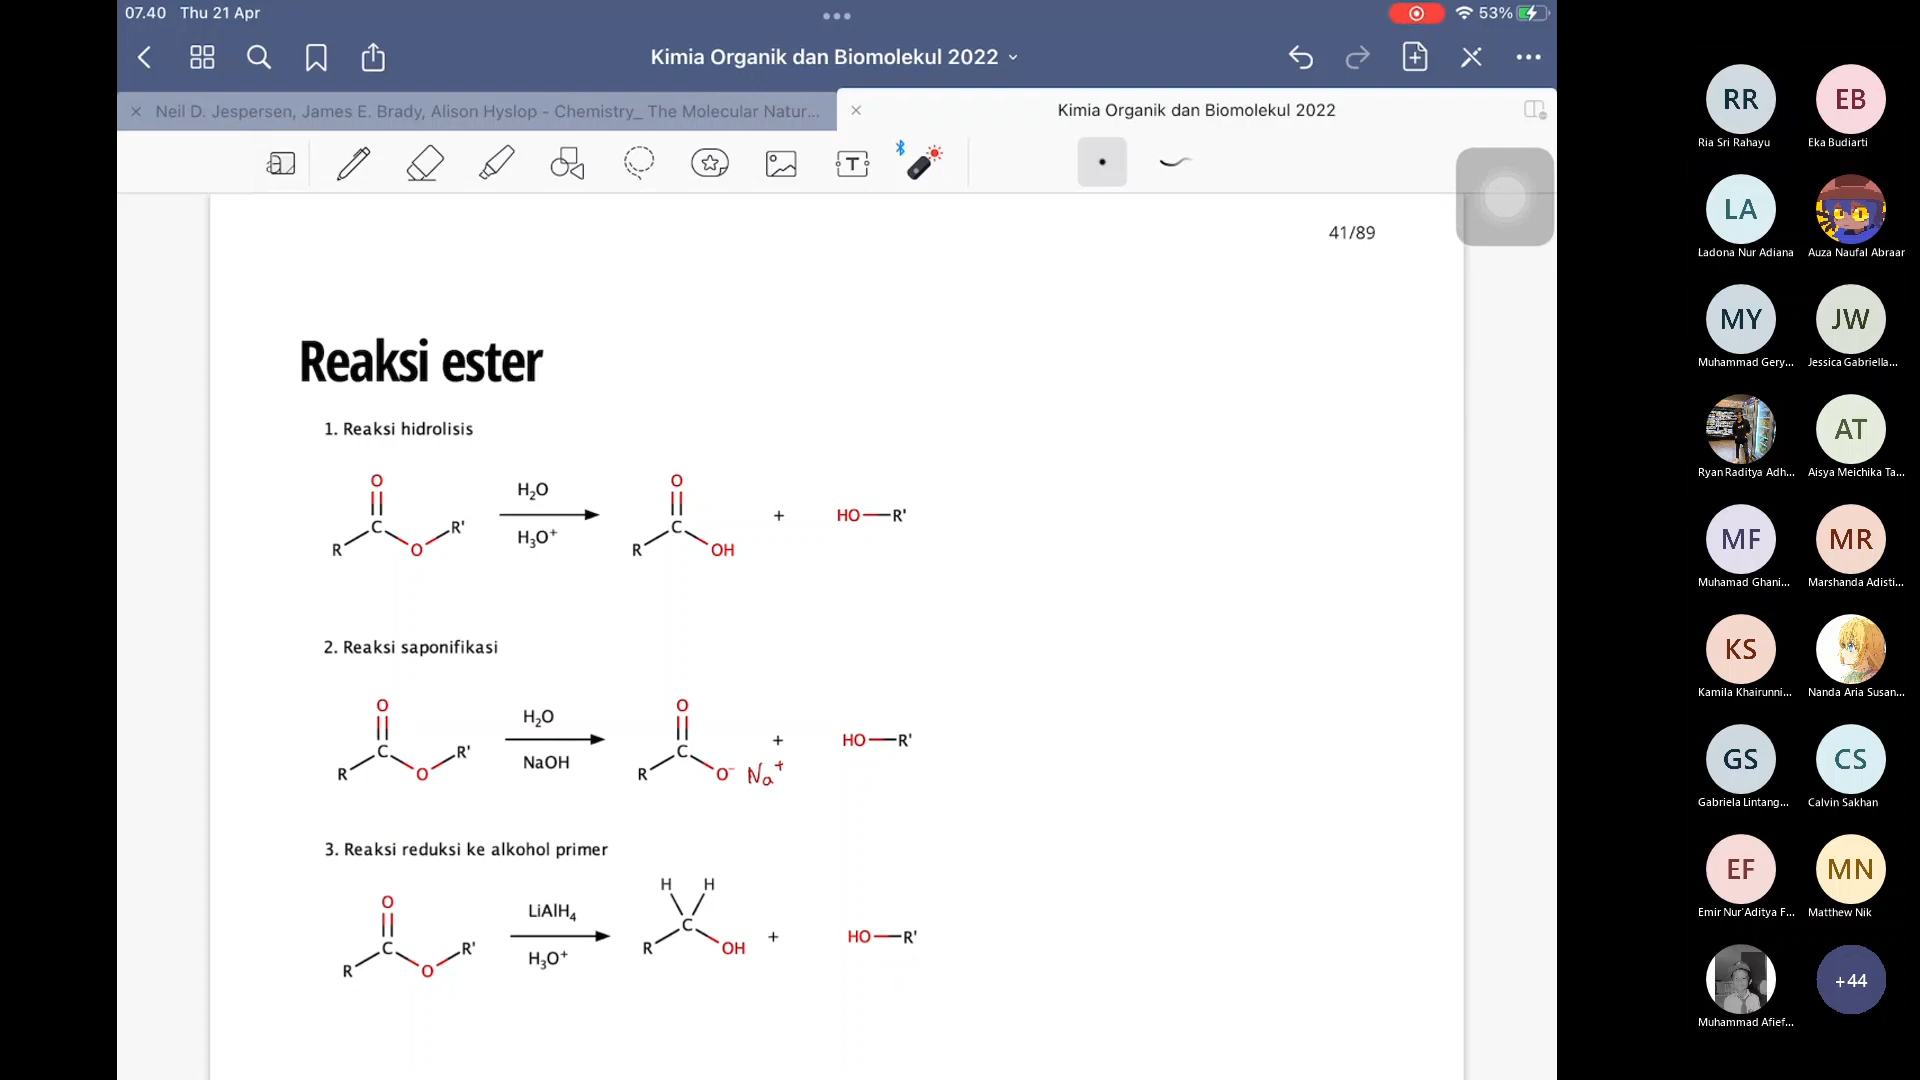 07.40 Thu 21 Apr
53%
Kimia Organik dan Biomolekul 2022
Neil D. Jespersen, James E. Brady, Alison Hyslop - Chemistry_ The Molecular Natur...
Kimia Organik dan Biomolekul 2022
T
41/89
Reaksi ester
1. Reaksi hidrolisis
O
C
R
O
R'
H₂O
H₃O⁺
O
C
R
OH
+
HO
R'
2. Reaksi saponifikasi
O
C
R
O
R'
H₂O
NaOH
O
C
R
O⁻
Na⁺
+
HO
R'
3. Reaksi reduksi ke alkohol primer
O
C
R
O
R'
LiAlH₄
H₃O⁺
H H
C
R
OH
+
HO
R'
RR EB
Ria Sri Rahayu Eka Budiarti
LA
Ladona Nur Adiana Auza Naufal Abraar
MY JW
Muhammad Gery... Jessica Gabriella...
AT
Ryan Raditya Adh... Aisya Meichika Ta...
MF MR
Muhamad Ghani... Marshanda Adisti...
KS
Kamila Khairunni... Nanda Aria Susan...
GS CS
Gabriela Lintang... Calvin Sakhan
EF MN
Emir Nur'Aditya F... Matthew Nik
+44
Muhammad Afief...